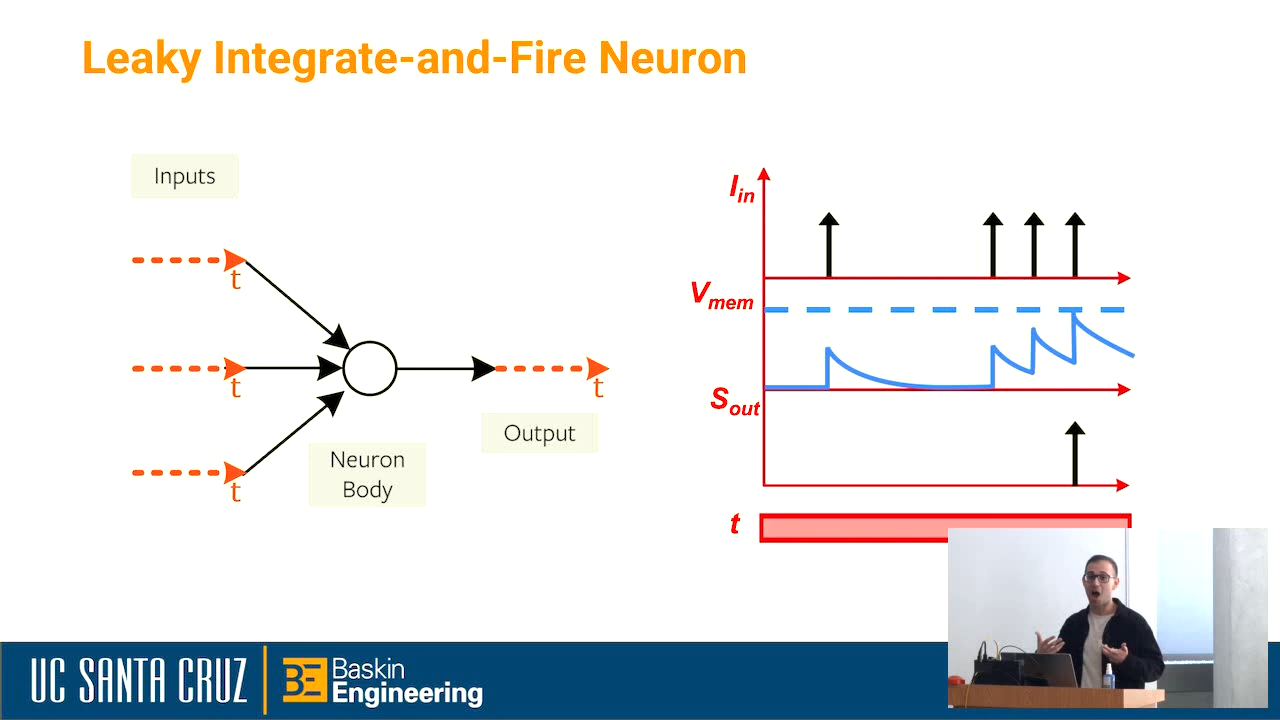 Leaky Integrate-and-Fire Neuron
Inputs
t
t
t
Neuron
Body
Output
t
I_in
V_mem
S_out
t
UC SANTA CRUZ
BE
Baskin
Engineering